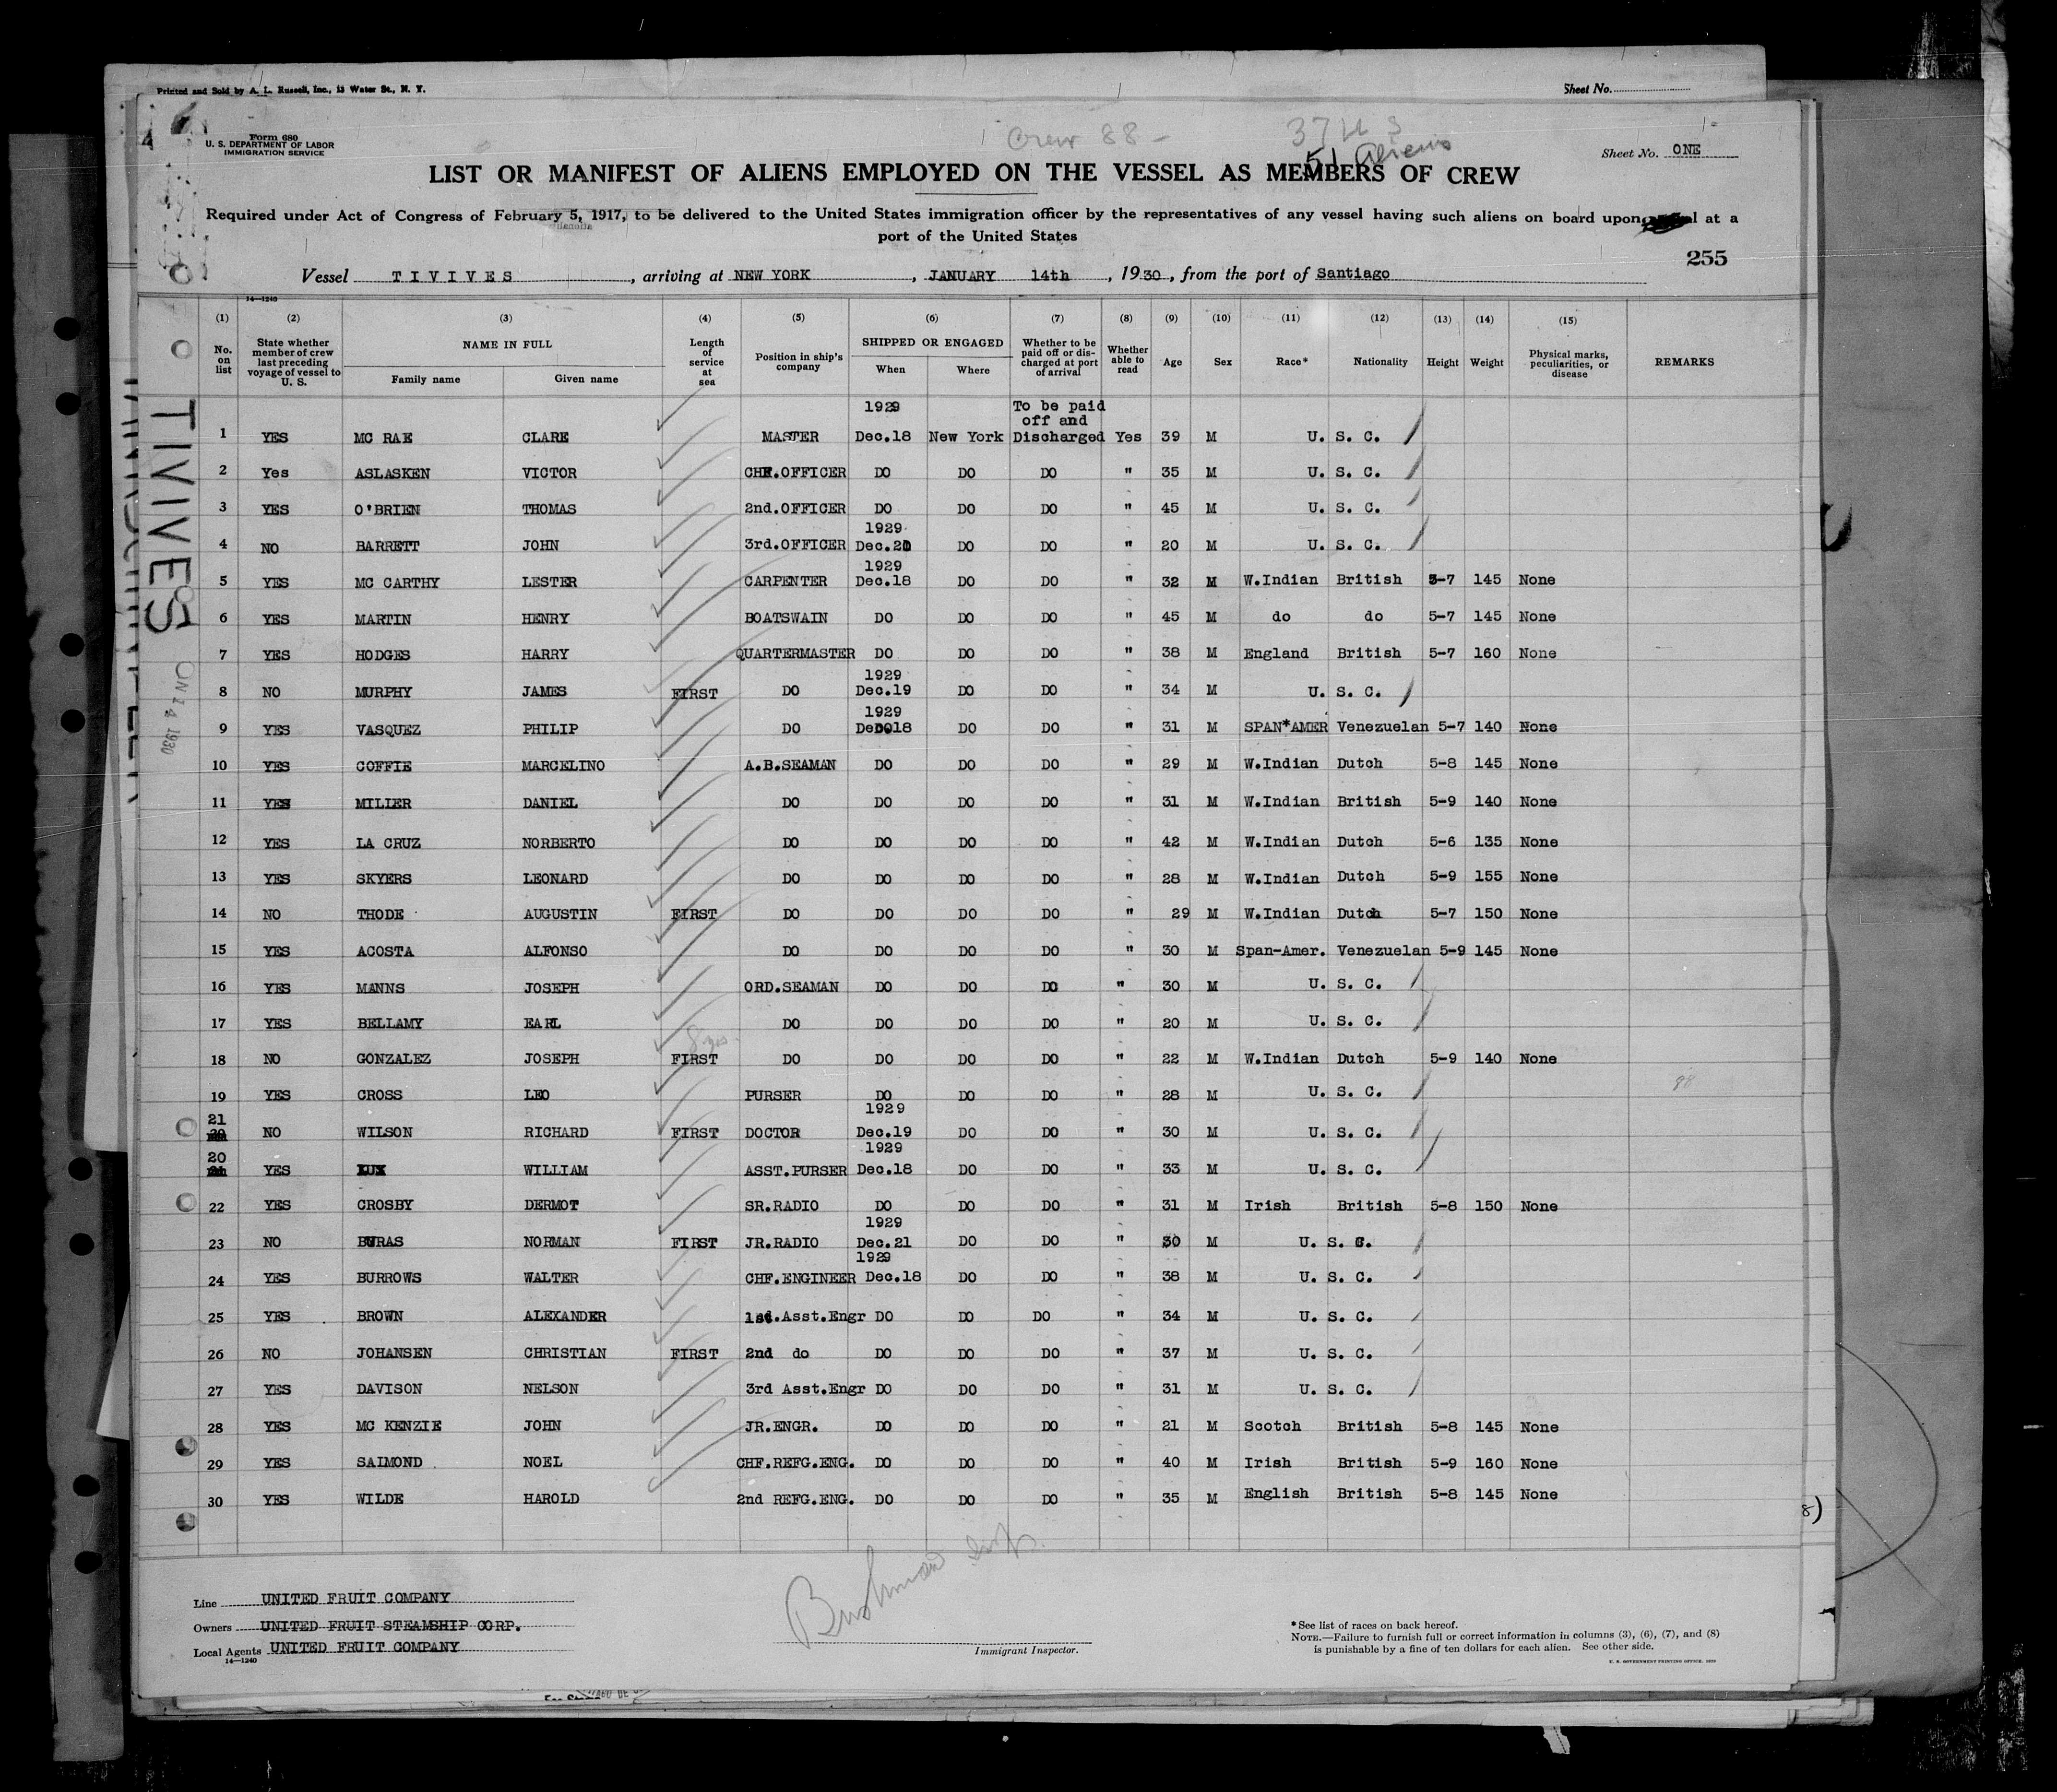 Printed and Sold by A. L. Russell, Inc., 13 Water St., N. Y.
Sheet No.
Form 680
U. S. DEPARTMENT OF LABOR
IMMIGRATION SERVICE
Crew 88 -
37 U S
51 Aliens
Sheet No. ONE
LIST OR MANIFEST OF ALIENS EMPLOYED ON THE VESSEL AS MEMBERS OF CREW
Required under Act of Congress of February 5, 1917, to be delivered to the United States immigration officer by the representatives of any vessel having such aliens on board upon at a
port of the United States
255
Vessel TIVIVES, arriving at NEW YORK, JANUARY 14th, 1930, from the port of Santiago
14—1240
(1) (2) (3) (4) (5) (6) (7) (8) (9) (10) (11) (12) (13) (14) (15)
No. on list
State whether member of crew last preceding voyage of vessel to U. S.
NAME IN FULL
Family name Given name
Length of service at sea
Position in ship's company
SHIPPED OR ENGAGED
When Where
Whether to be paid off or discharged at port of arrival
Whether able to read
Age Sex Race* Nationality Height Weight
Physical marks, peculiarities, or disease
REMARKS
TIVIVES
1929 To be paid
off and
1 YES MC RAE CLARE MASTER Dec.18 New York Discharged Yes 39 M U. S. C.
2 Yes ASLASKEN VICTOR CHF.OFFICER DO DO DO " 35 M U. S. C.
3 YES O'BRIEN THOMAS 2nd.OFFICER DO DO DO " 45 M U. S. C.
1929
4 NO BARRETT JOHN 3rd.OFFICER Dec.20 DO DO " 20 M U. S. C.
1929
5 YES MC CARTHY LESTER CARPENTER Dec.18 DO DO " 32 M W.Indian British 5-7 145 None
6 YES MARTIN HENRY BOATSWAIN DO DO DO " 45 M do do 5-7 145 None
7 YES HODGES HARRY QUARTERMASTER DO DO DO " 38 M England British 5-7 160 None
1929
8 NO MURPHY JAMES FIRST DO Dec.19 DO DO " 34 M U. S. C.
1929
9 YES VASQUEZ PHILIP DO Dec.18 DO DO " 31 M SPAN*AMER Venezuelan 5-7 140 None
10 YES COFFIE MARCELINO A.B.SEAMAN DO DO DO " 29 M W.Indian Dutch 5-8 145 None
11 YES MILLER DANIEL DO DO DO DO " 31 M W.Indian British 5-9 140 None
12 YES LA CRUZ NORBERTO DO DO DO DO " 42 M W.Indian Dutch 5-6 135 None
13 YES SKYERS LEONARD DO DO DO DO " 28 M W.Indian Dutch 5-9 155 None
14 NO THODE AUGUSTIN FIRST DO DO DO DO " 29 M W.Indian Dutch 5-7 150 None
15 YES ACOSTA ALFONSO DO DO DO DO " 30 M Span-Amer. Venezuelan 5-9 145 None
16 YES MANNS JOSEPH ORD.SEAMAN DO DO DO " 30 M U. S. C.
17 YES BELLAMY EARL DO DO DO DO " 20 M U. S. C.
18 NO GONZALEZ JOSEPH FIRST DO DO DO DO " 22 M W.Indian Dutch 5-9 140 None
19 YES CROSS LEO PURSER DO DO DO " 28 M U. S. C.
1929
21 NO WILSON RICHARD FIRST DOCTOR Dec.19 DO DO " 30 M U. S. C.
1929
20 YES LUX WILLIAM ASST.PURSER Dec.18 DO DO " 33 M U. S. C.
22 YES CROSBY DERMOT SR.RADIO DO DO DO " 31 M Irish British 5-8 150 None
1929
23 NO BURAS NORMAN FIRST JR.RADIO Dec.21 DO DO " 30 M U. S. C.
1929
24 YES BURROWS WALTER CHF.ENGINEER Dec.18 DO DO " 38 M U. S. C.
25 YES BROWN ALEXANDER 1st.Asst.Engr DO DO DO " 34 M U. S. C.
26 NO JOHANSEN CHRISTIAN FIRST 2nd do DO DO DO " 37 M U. S. C.
27 YES DAVISON NELSON 3rd Asst.Engr DO DO DO " 31 M U. S. C.
28 YES MC KENZIE JOHN JR.ENGR. DO DO DO " 21 M Scotch British 5-8 145 None
29 YES SAIMOND NOEL CHF.REFG.ENG. DO DO DO " 40 M Irish British 5-9 160 None
30 YES WILDE HAROLD 2nd REFG.ENG. DO DO DO " 35 M English British 5-8 145 None
Line UNITED FRUIT COMPANY
Owners UNITED FRUIT STEAMSHIP CORP.
Local Agents UNITED FRUIT COMPANY
14—1240
Immigrant Inspector.
*See list of races on back hereof.
NOTE.—Failure to furnish full or correct information in columns (3), (6), (7), and (8)
is punishable by a fine of ten dollars for each alien. See other side.
U. S. GOVERNMENT PRINTING OFFICE. 1929